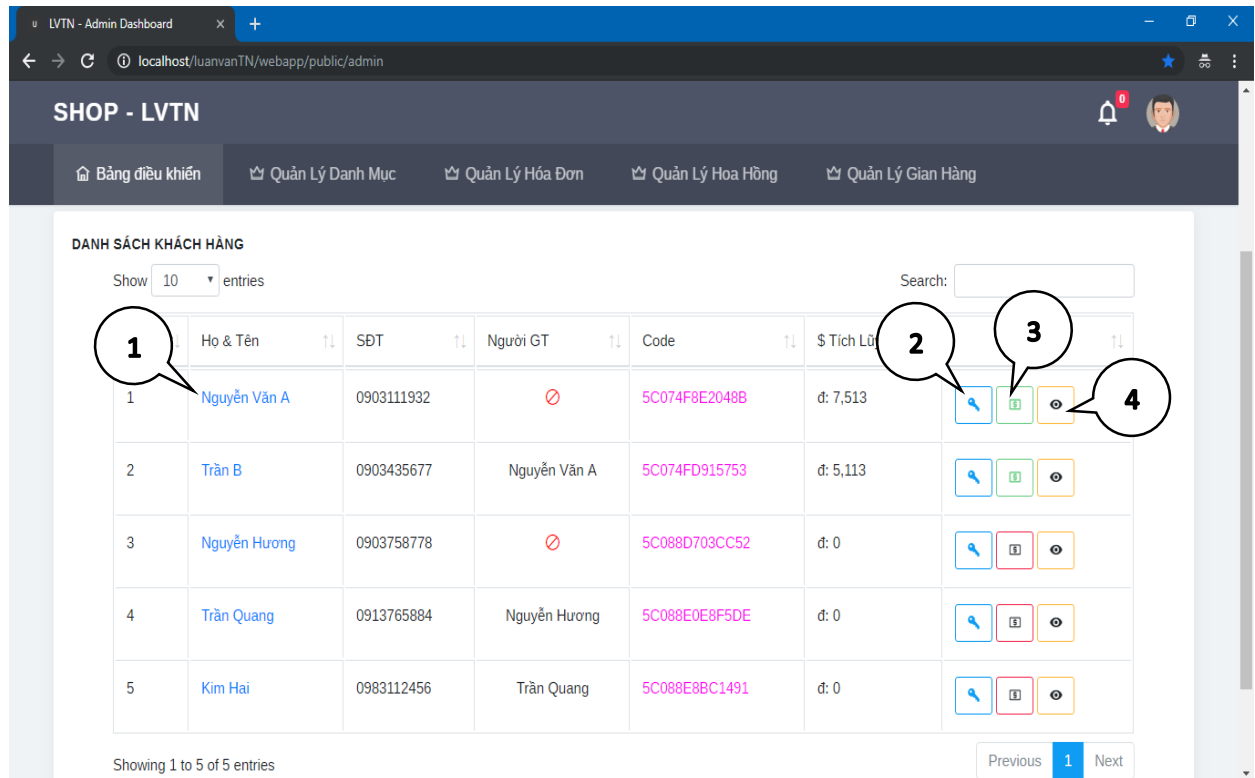 LVTN - Admin Dashboard
localhost/luanvanTN/webapp/public/admin
SHOP - LVTN
0
Bảng điều khiển Quản Lý Danh Mục Quản Lý Hóa Đơn Quản Lý Hoa Hồng Quản Lý Gian Hàng
DANH SÁCH KHÁCH HÀNG
Show 10 entries Search:
1 Họ & Tên SĐT Người GT Code $ Tích Lũy 2 3
1 Nguyễn Văn A 0903111932 5C074F8E2048B đ: 7,513 4
2 Trần B 0903435677 Nguyễn Văn A 5C074FD915753 đ: 5,113
3 Nguyễn Hương 0903758778 5C088D703CC52 đ: 0
4 Trần Quang 0913765884 Nguyễn Hương 5C088E0E8F5DE đ: 0
5 Kim Hai 0983112456 Trần Quang 5C088E8BC1491 đ: 0
Showing 1 to 5 of 5 entries Previous 1 Next